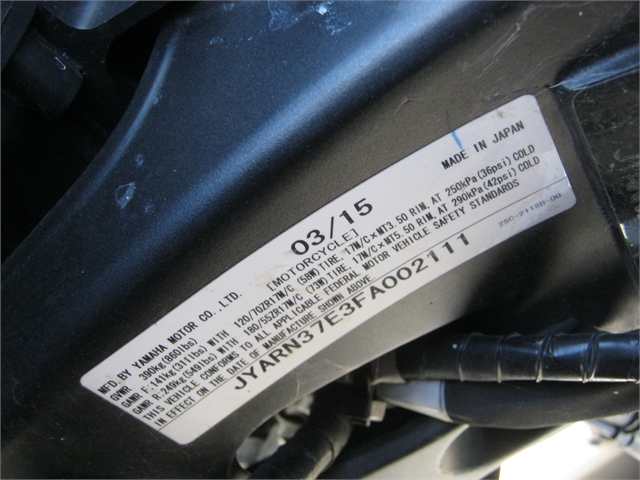 MADE IN JAPAN
03/15
[MOTORCYCLE]
MFD. BY YAMAHA MOTOR CO., LTD.
GVWR 390kg(860lbs)
GAWR F:141kg(311lbs)WITH 120/70ZR17M/C (58W)TIRE, 17M/C×MT3.50 RIM, AT 250kPa(36psi)COLD
GAWR R:249kg(549lbs)WITH 180/55ZR17M/C (73W)TIRE, 17M/C×MT5.50 RIM, AT 290kPa(42psi)COLD
THIS VEHICLE CONFORMS TO ALL APPLICABLE FEDERAL MOTOR VEHICLE SAFETY STANDARDS
IN EFFECT ON THE DATE OF MANUFACTURE SHOWN ABOVE
JYARN37E3FA002111